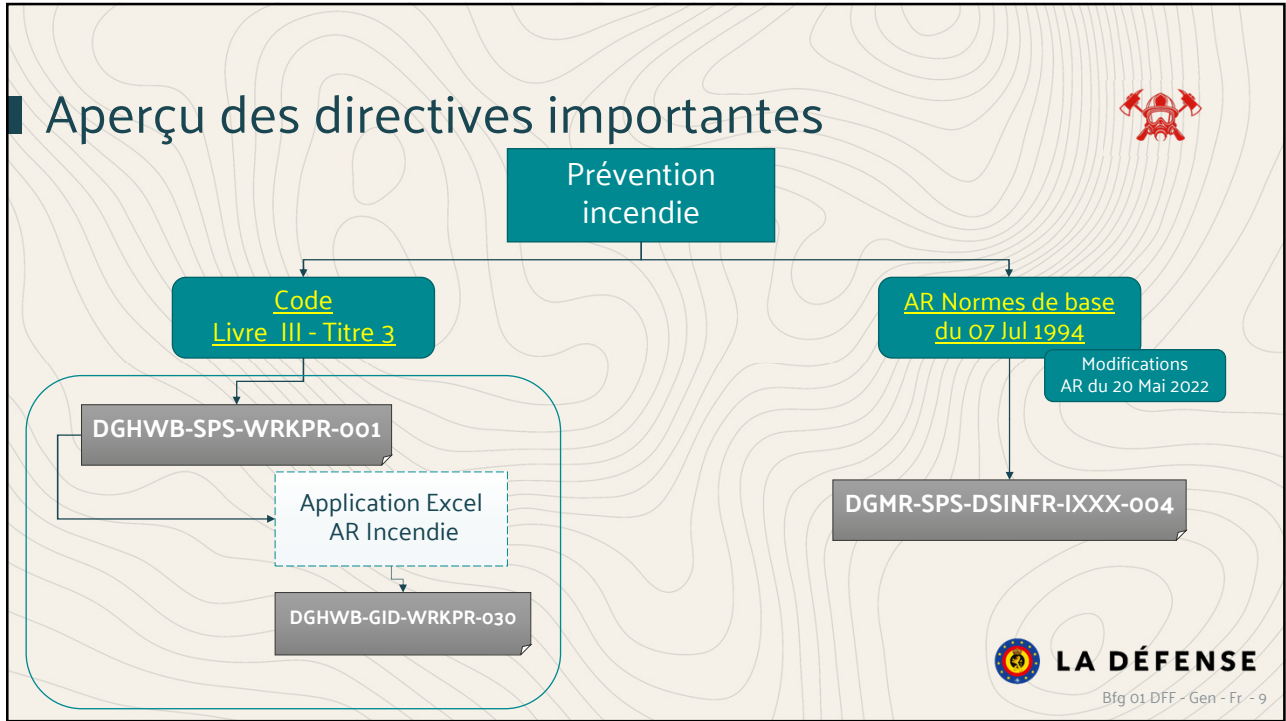 Aperçu des directives importantes
Prévention
incendie
Code
Livre III - Titre 3
AR Normes de base
du 07 Jul 1994
Modifications
AR du 20 Mai 2022
DGHWB-SPS-WRKPR-001
Application Excel
AR Incendie
DGHWB-GID-WRKPR-030
DGMR-SPS-DSINFR-IXXX-004
LA DÉFENSE
Bfg 01 DFF - Gen - Fr - 9